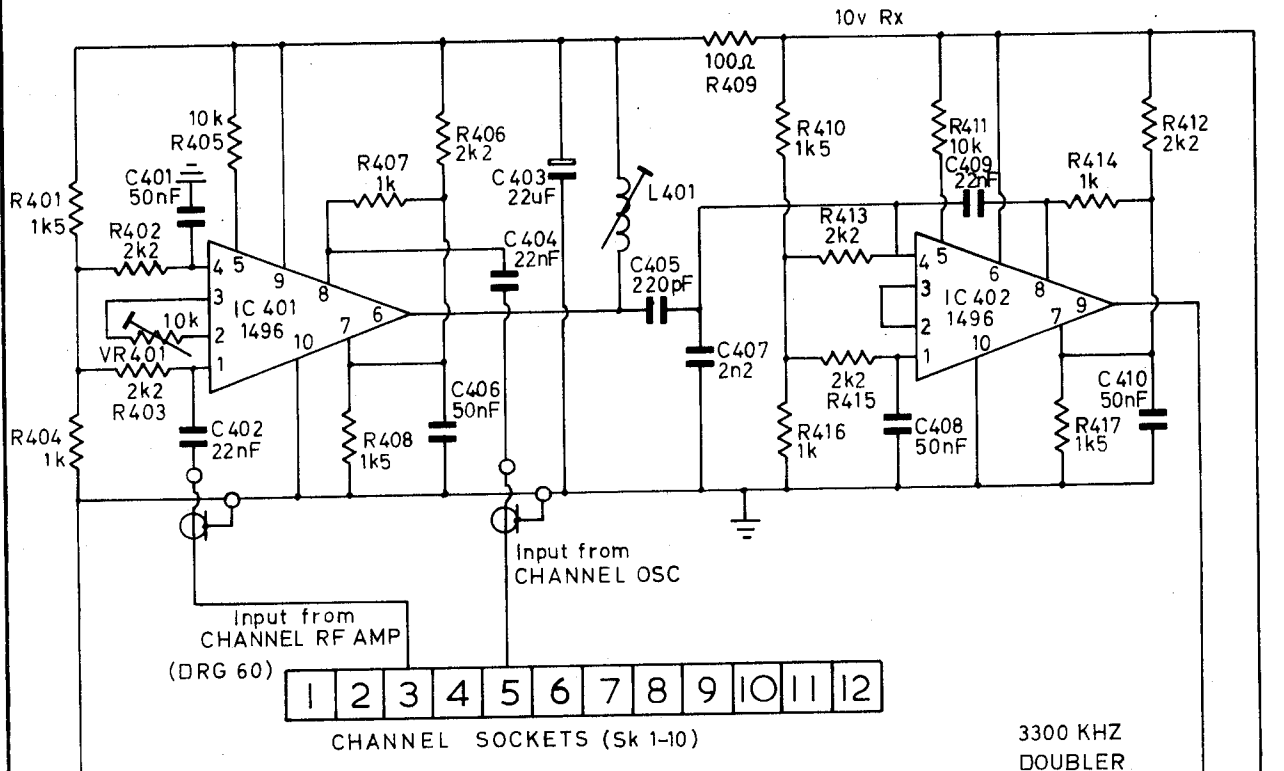 10v Rx
100Ω
R409
10k
R405
R406
2k2
R407
1k
C403
22uF
L401
R410
1k5
R411
10k
C409
22nF
R414
1k
R412
2k2
C401
50nF
R401
1k5
R402
2k2
C404
22nF
C405
220pF
R413
2k2
4
5
9
8
3
IC 401
1496
7
6
10k
2
VR401
10
1
2k2
R403
4
5
6
8
3
IC 402
1496
9
2
7
10
1
C407
2n2
2k2
R415
C406
50nF
C410
50nF
R404
1k
C402
22nF
R408
1k5
R416
1k
C408
50nF
R417
1k5
Input from
CHANNEL OSC
Input from
CHANNEL RF AMP
(DRG 60)
1 2 3 4 5 6 7 8 9 10 11 12
CHANNEL SOCKETS (Sk 1-10)
3300 KHZ
DOUBLER